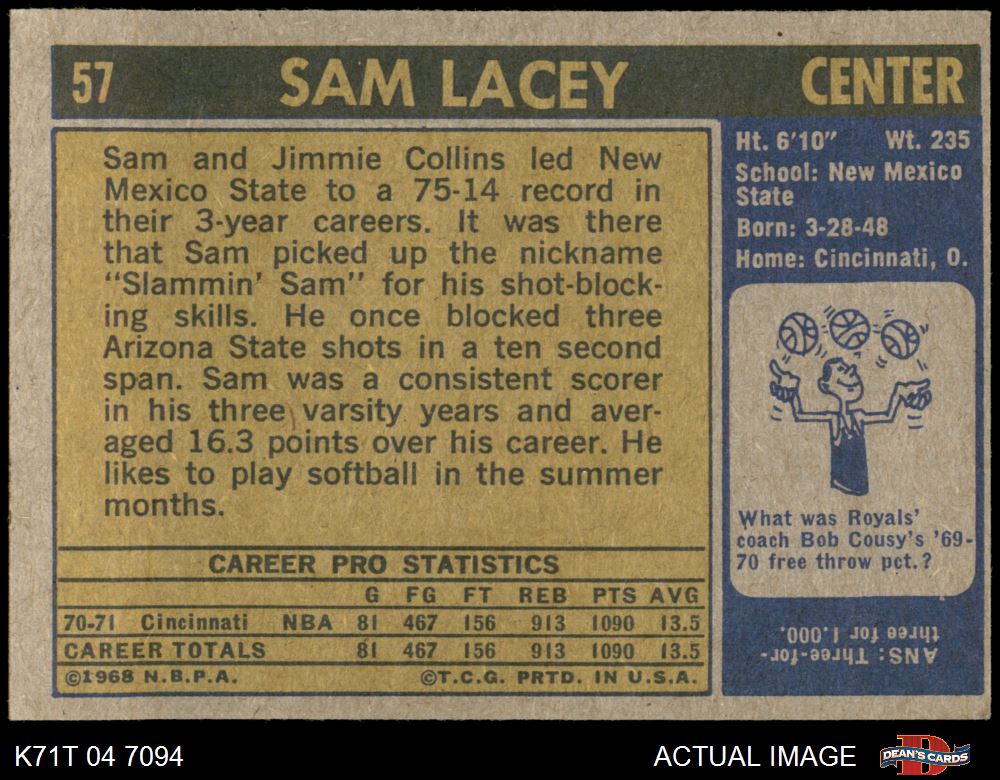 57 SAM LACEY CENTER
Sam and Jimmie Collins led New
Mexico State to a 75-14 record in
their 3-year careers. It was there
that Sam picked up the nickname
“Slammin’ Sam” for his shot-block-
ing skills. He once blocked three
Arizona State shots in a ten second
span. Sam was a consistent scorer
in his three varsity years and aver-
aged 16.3 points over his career. He
likes to play softball in the summer
months.
CAREER PRO STATISTICS
G FG FT REB PTS AVG
70-71 Cincinnati NBA 81 467 156 913 1090 13.5
CAREER TOTALS 81 467 156 913 1090 13.5
©1968 N.B.P.A. ©T.C.G. PRTD. IN U.S.A.
Ht. 6’10” Wt. 235
School: New Mexico
State
Born: 3-28-48
Home: Cincinnati, O.
What was Royals’
coach Bob Cousy’s ’69-
70 free throw pct.?
ANS: Three-for-
three for 1.000.
K71T 04 7094 ACTUAL IMAGE DEAN'S CARDS